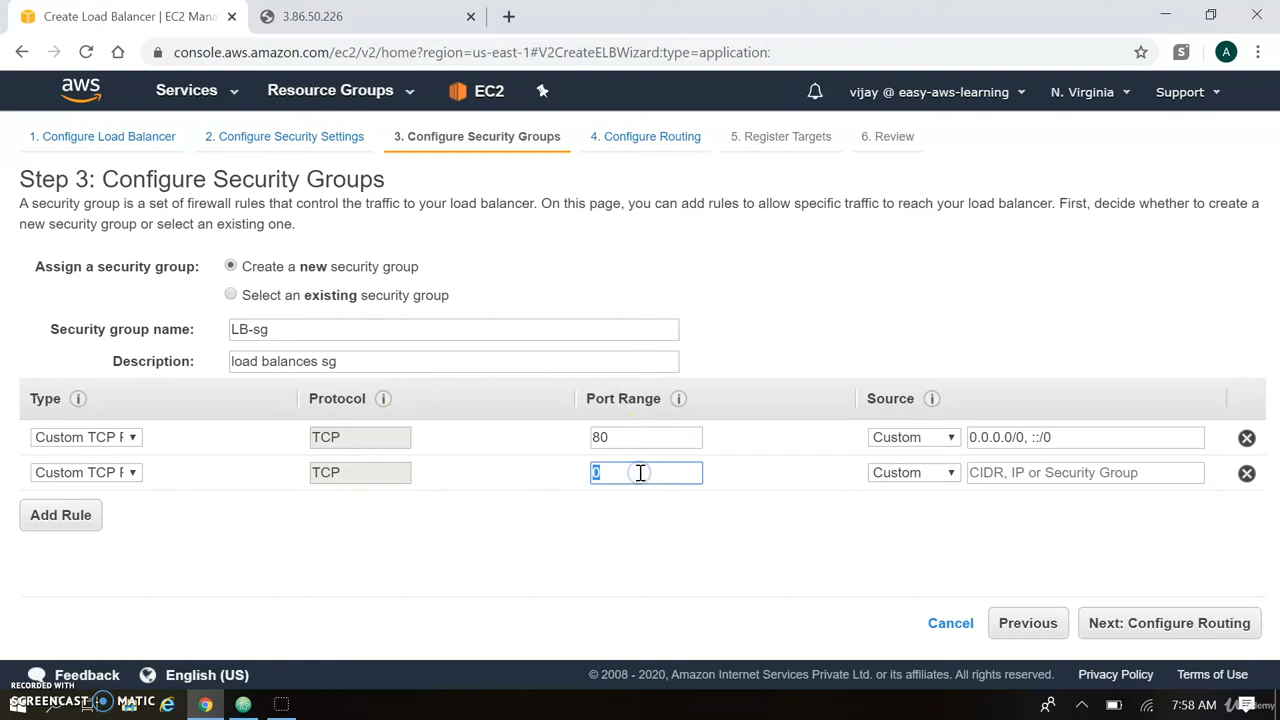 Create Load Balancer | EC2 Mana
3.86.50.226
console.aws.amazon.com/ec2/v2/home?region=us-east-1#V2CreateELBWizard:type=application:
S
A
aws
Services
Resource Groups
EC2
vijay @ easy-aws-learning
N. Virginia
Support
1. Configure Load Balancer
2. Configure Security Settings
3. Configure Security Groups
4. Configure Routing
5. Register Targets
6. Review
Step 3: Configure Security Groups
A security group is a set of firewall rules that control the traffic to your load balancer. On this page, you can add rules to allow specific traffic to reach your load balancer. First, decide whether to create a
new security group or select an existing one.
Assign a security group:
Create a new security group
Select an existing security group
Security group name:
LB-sg
Description:
load balances sg
Type
Protocol
Port Range
Source
Custom TCP F
TCP
80
Custom
0.0.0.0/0, ::/0
Custom TCP F
TCP
0
Custom
CIDR, IP or Security Group
Add Rule
Cancel
Previous
Next: Configure Routing
Feedback
English (US)
© 2008 - 2020, Amazon Internet Services Private Ltd. or its affiliates. All rights reserved.
Privacy Policy
Terms of Use
RECORDED WITH
SCREENCAST MATIC
7:58 AM